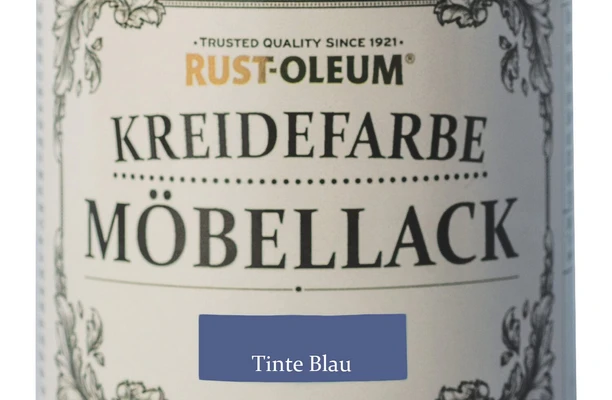 ·TRUSTED QUALITY SINCE 1921·
RUST-OLEUM®
KREIDEFARBE
MÖBELLACK
Tinte Blau